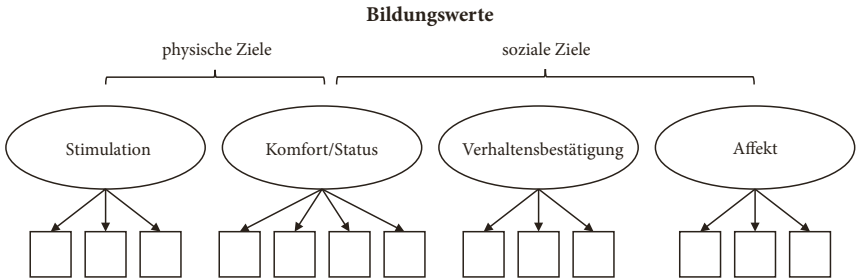 Bildungswerte
physische Ziele
soziale Ziele
Stimulation
Komfort/Status
Verhaltensbestätigung
Affekt